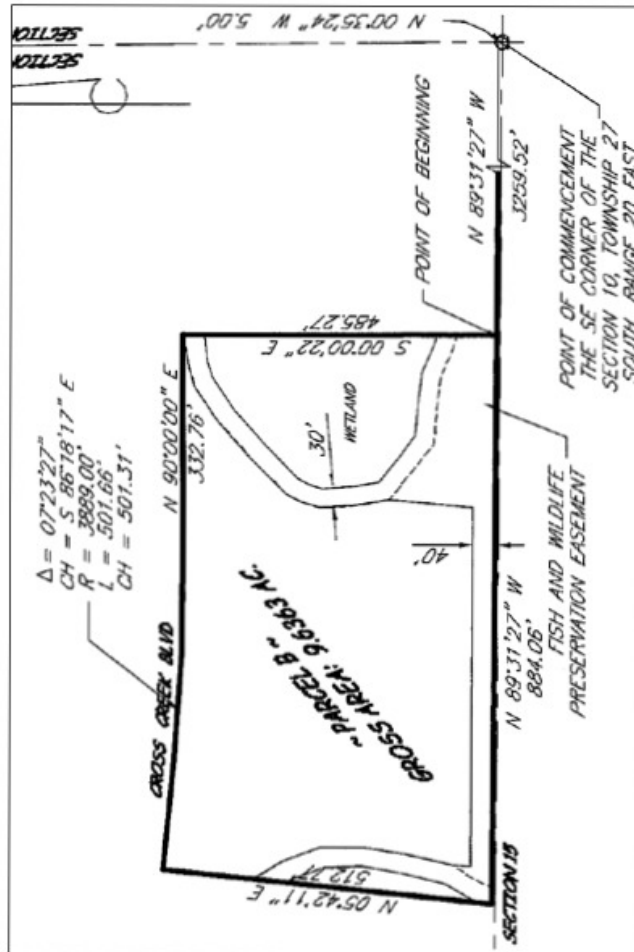 SECTION
SECTION
N 00°35'24" W 5.00'
N 89°31'27" W
3259.52'
POINT OF BEGINNING
POINT OF COMMENCEMENT
THE SE CORNER OF THE
SECTION 10, TOWNSHIP 27
SOUTH, RANGE 20 EAST
485.27'
S 00°00'22" E
N 90°00'00" E
332.76'
WETLAND
30'
Δ = 07°23'27"
CH = S 86°18'17" E
R = 3889.00'
L = 501.66'
CH = 501.31'
CROSS CREEK BLVD
~ PARCEL B ~
GROSS AREA: 9.6363 AC.
40'
N 89°31'27" W
884.06'
FISH AND WILDLIFE
PRESERVATION EASEMENT
512.77'
N 05°42'11" E
SECTION 15